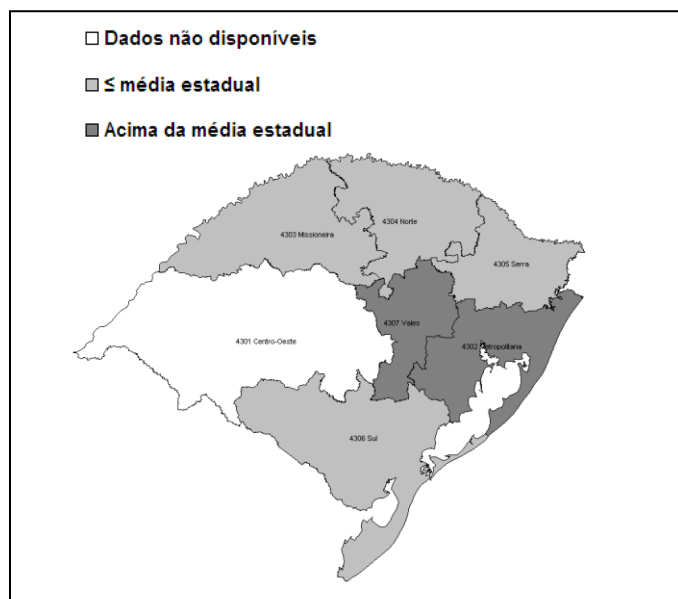 Dados não disponíveis
≤ média estadual
Acima da média estadual
4304 Norte
4303 Missioneira
4305 Serra
4307 Vales
4301 Centro-Oeste
4302 Metropolitana
4306 Sul